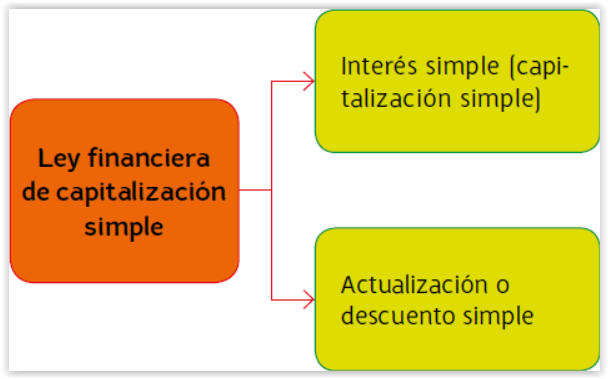 Ley financiera
de capitalización
simple
Interés simple (capi-
talización simple)
Actualización o
descuento simple